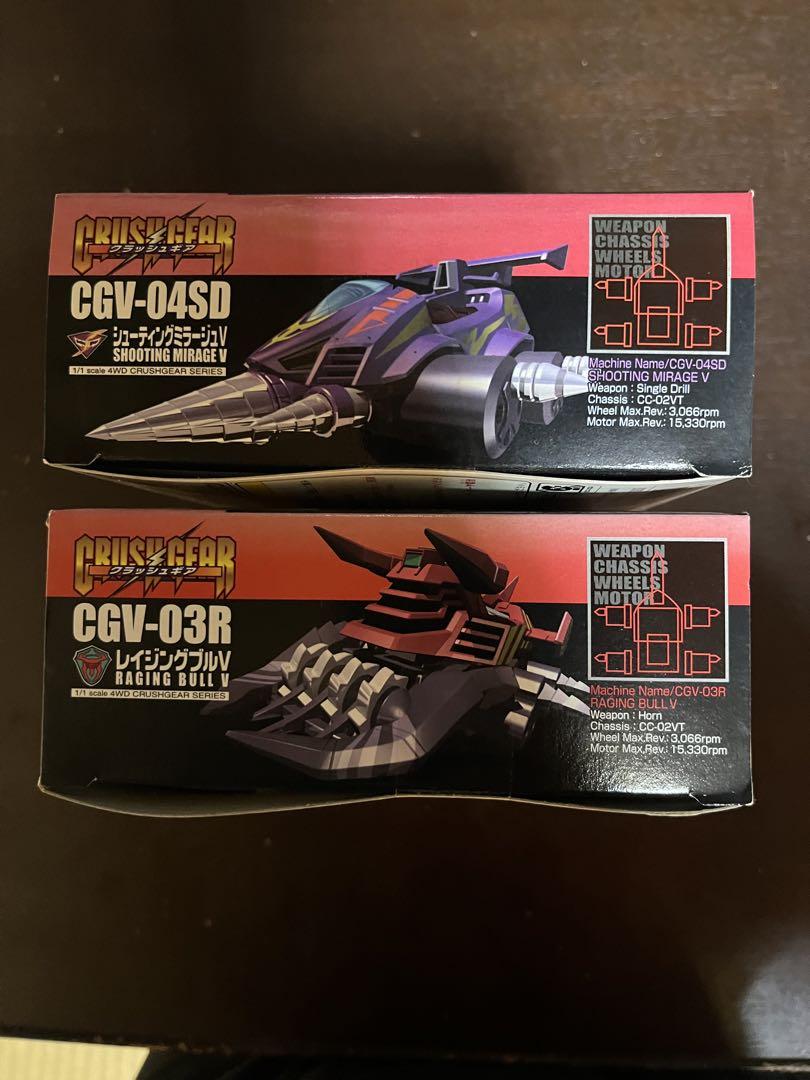 CRUSH GEAR
クラッシュギア
CGV-04SD
シューティングミラージュV
SHOOTING MIRAGE V
1/1 scale 4WD CRUSHGEAR SERIES
WEAPON
CHASSIS
WHEELS
MOTOR
Machine Name/CGV-04SD
SHOOTING MIRAGE V
Weapon : Single Drill
Chassis : CC-02VT
Wheel Max.Rev.: 3,066rpm
Motor Max.Rev.: 15,330rpm
CRUSH GEAR
クラッシュギア
CGV-03R
レイジングブルV
RAGING BULL V
1/1 scale 4WD CRUSHGEAR SERIES
WEAPON
CHASSIS
WHEELS
MOTOR
Machine Name/CGV-03R
RAGING BULL V
Weapon : Horn
Chassis : CC-02VT
Wheel Max.Rev.: 3,066rpm
Motor Max.Rev.: 15,330rpm